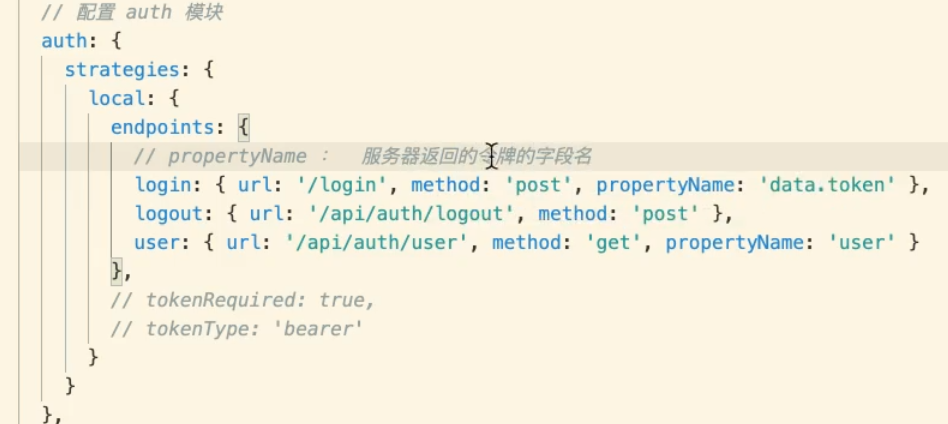 // 配置 auth 模块
auth: {
strategies: {
local: {
endpoints: {
// propertyName ： 服务器返回的令牌的字段名
login: { url: '/login', method: 'post', propertyName: 'data.token' },
logout: { url: '/api/auth/logout', method: 'post' },
user: { url: '/api/auth/user', method: 'get', propertyName: 'user' }
},
// tokenRequired: true,
// tokenType: 'bearer'
}
}
},